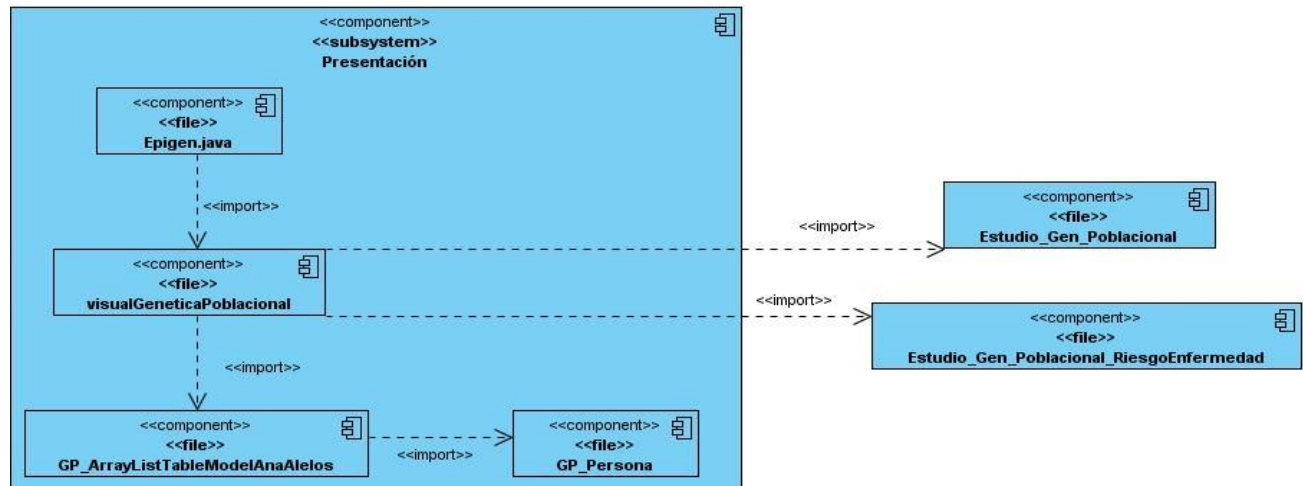 <<component>>
<<subsystem>>
Presentación
<<component>>
<<file>>
Epigen.java
<<import>>
<<component>>
<<file>>
visualGeneticaPoblacional
<<import>>
<<component>>
<<file>>
Estudio_Gen_Poblacional
<<import>>
<<component>>
<<file>>
Estudio_Gen_Poblacional_RiesgoEnfermedad
<<import>>
<<component>>
<<file>>
GP_ArrayListTableModelAnaAlelos
<<import>>
<<component>>
<<file>>
GP_Persona